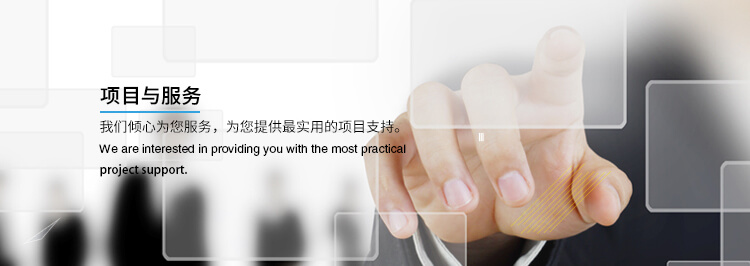 项目与服务
我们倾心为您服务，为您提供最实用的项目支持。
We are interested in providing you with the most practical
project support.